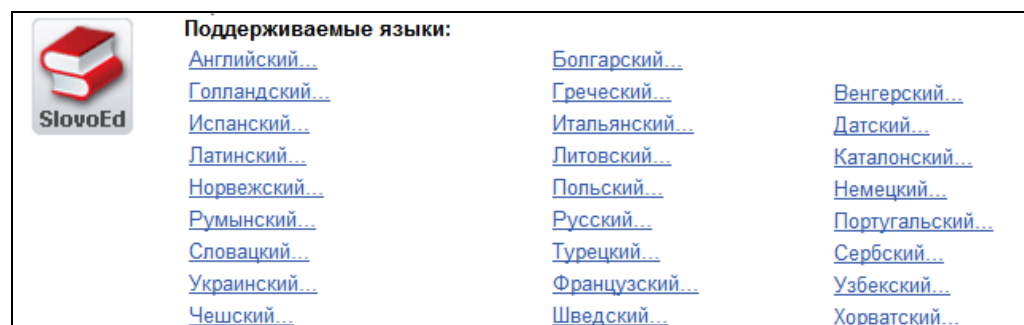 Поддерживаемые языки:
SlovoEd
Английский...
Болгарский...
Голландский...
Греческий...
Венгерский...
Испанский...
Итальянский...
Датский...
Латинский...
Литовский...
Каталонский...
Норвежский...
Польский...
Немецкий...
Румынский...
Русский...
Португальский...
Словацкий...
Турецкий...
Сербский...
Украинский...
Французский...
Узбекский...
Чешский...
Шведский...
Хорватский...